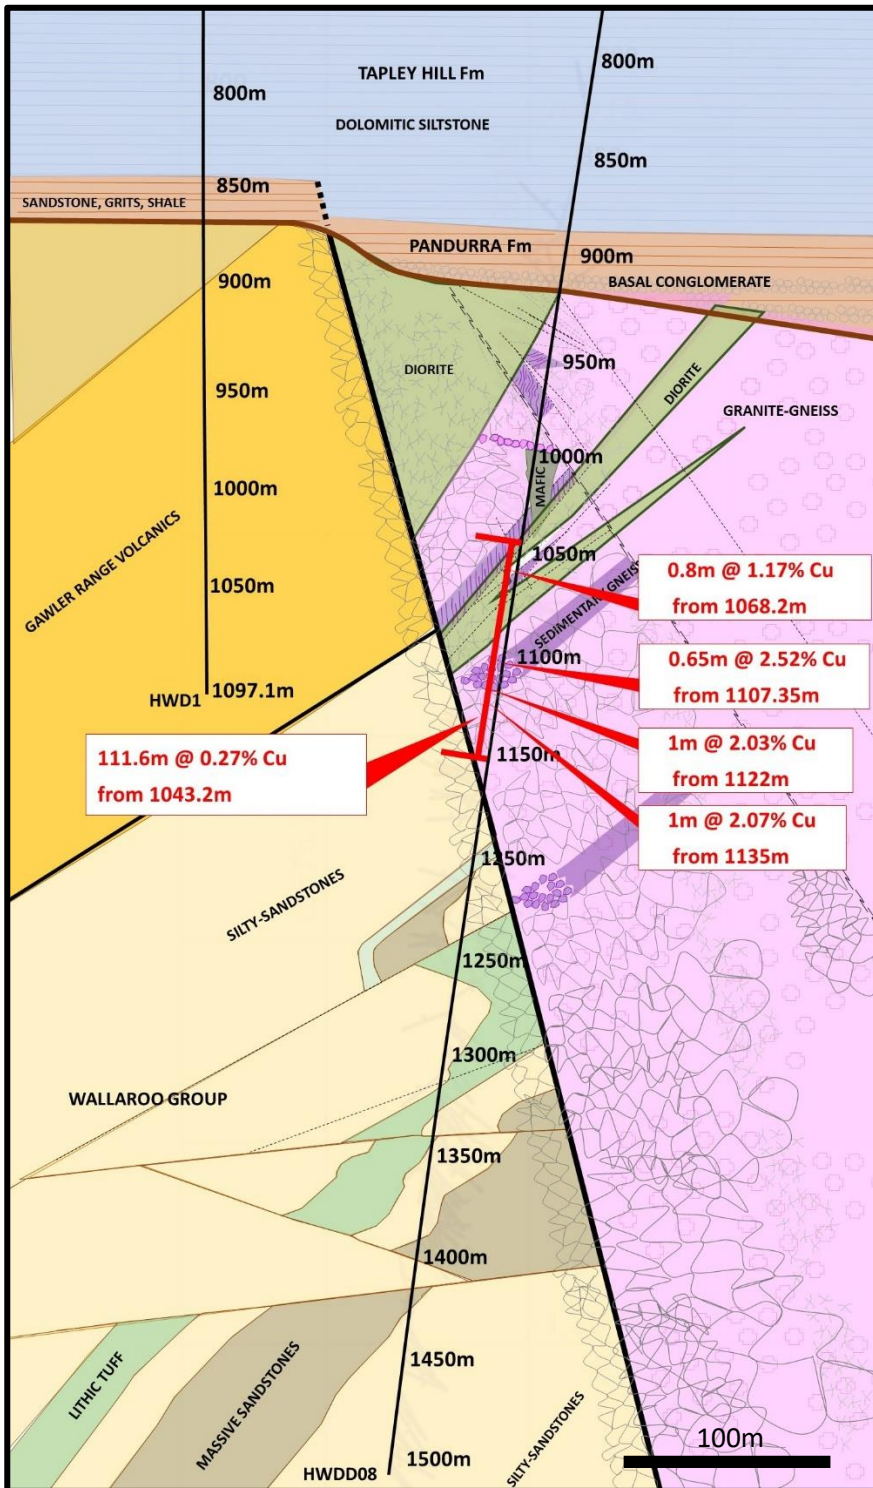 800m
TAPLEY HILL Fm
800m
DOLOMITIC SILTSTONE
850m
850m
SANDSTONE, GRITS, SHALE
PANDURRA Fm
900m
900m
BASAL CONGLOMERATE
950m
DIORITE
950m
DIORITE
GRANITE-GNEISS
1000m
MAFIC
1000m
GAWLER RANGE VOLCANICS
1050m
1050m
SEDIMENTARY GNEISS
0.8m @ 1.17% Cu
from 1068.2m
1100m
0.65m @ 2.52% Cu
from 1107.35m
1097.1m
HWD1
111.6m @ 0.27% Cu
from 1043.2m
1150m
1m @ 2.03% Cu
from 1122m
1m @ 2.07% Cu
from 1135m
1250m
SILTY-SANDSTONES
1250m
1300m
WALLAROO GROUP
1350m
1400m
1450m
LITHIC TUFF
MASSIVE SANDSTONES
SILTY-SANDSTONES
100m
1500m
HWDD08